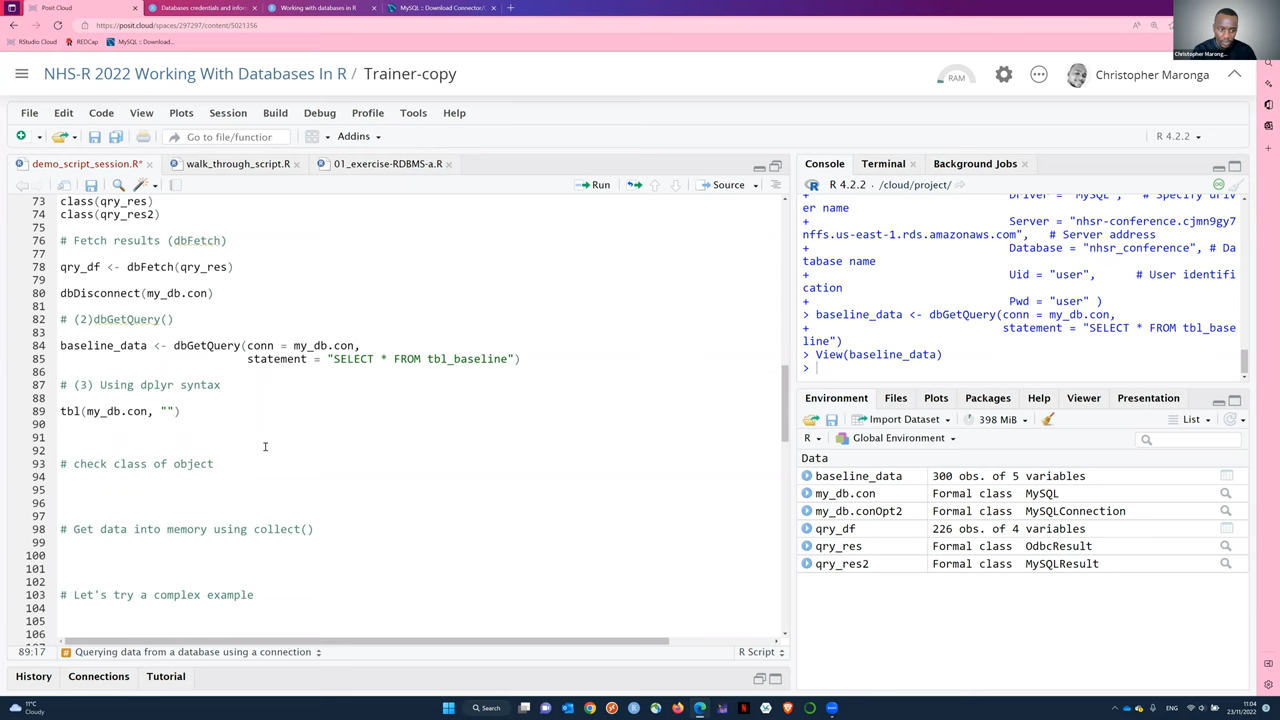 Posit Cloud
Databases credentials and infor
Working with databases in R
MySQL :: Download Connector/C
https://posit.cloud/spaces/297297/content/5021356
RStudio Cloud
REDCap
MySQL :: Download...
Christopher Marong...
NHS-R 2022 Working With Databases In R / Trainer-copy
RAM
Christopher Maronga
File Edit Code View Plots Session Build Debug Profile Tools Help
Go to file/function
Addins
R 4.2.2
demo_script_session.R*
walk_through_script.R
01_exercise-RDBMS-a.R
Run
Source
73 class(qry_res)
74 class(qry_res2)
75
76 # Fetch results (dbFetch)
77
78 qry_df <- dbFetch(qry_res)
79
80 dbDisconnect(my_db.con)
81
82 # (2)dbGetQuery()
83
84 baseline_data <- dbGetQuery(conn = my_db.con,
85 statement = "SELECT * FROM tbl_baseline")
86
87 # (3) Using dplyr syntax
88
89 tbl(my_db.con, "")
90
91
92
93 # check class of object
94
95
96
97
98 # Get data into memory using collect()
99
100
101
102
103 # Let's try a complex example
104
105
106
89:17
Querying data from a database using a connection
R Script
History
Connections
Tutorial
Console
Terminal
Background Jobs
R 4.2.2 . /cloud/project/
+ Driver = "MySQL", # Specify driv
er name
+ Server = "nhsr-conference.cjmn9gy7
nffs.us-east-1.rds.amazonaws.com", # Server address
+ Database = "nhsr_conference", # Da
tabase name
+ Uid = "user", # User identifi
cation
+ Pwd = "user" )
> baseline_data <- dbGetQuery(conn = my_db.con,
+ statement = "SELECT * FROM tbl_base
line")
> View(baseline_data)
>
Environment
Files
Plots
Packages
Help
Viewer
Presentation
Import Dataset
398 MiB
List
R
Global Environment
Data
baseline_data 300 obs. of 5 variables
my_db.con Formal class MySQL
my_db.conOpt2 Formal class MySQLConnection
qry_df 226 obs. of 4 variables
qry_res Formal class OdbcResult
qry_res2 Formal class MySQLResult
11°C
Cloudy
Search
ENG
11:04
23/11/2022